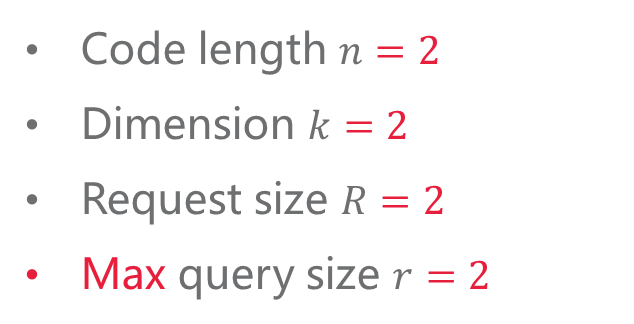 • Code length n = 2
• Dimension k = 2
• Request size R = 2
• Max query size r = 2